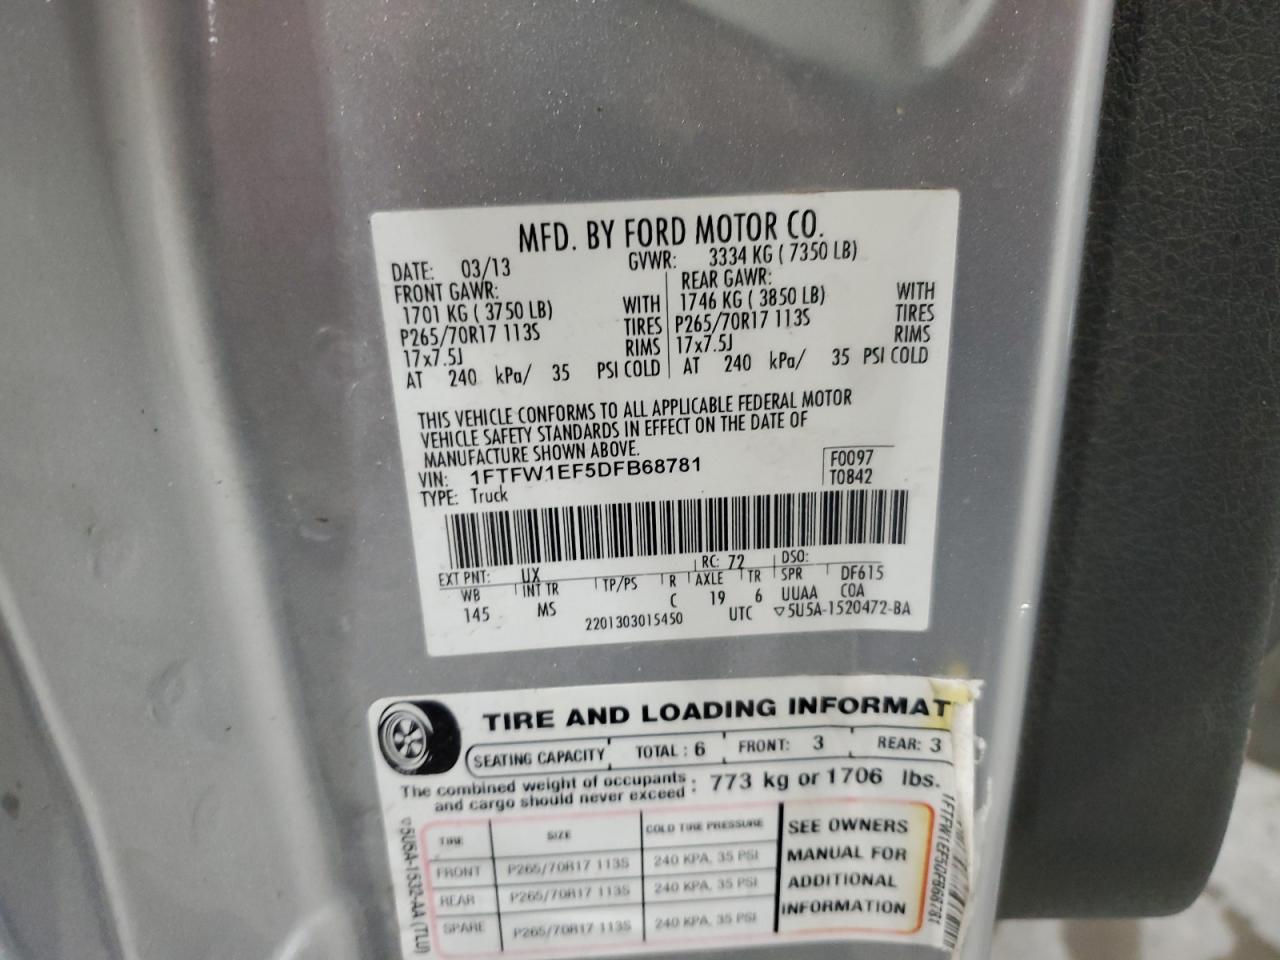 MFD. BY FORD MOTOR CO.
DATE: 03/13 GVWR: 3334 KG ( 7350 LB)
FRONT GAWR: REAR GAWR:
1701 KG ( 3750 LB) WITH 1746 KG ( 3850 LB) WITH
P265/70R17 113S TIRES P265/70R17 113S TIRES
17x7.5J RIMS 17x7.5J RIMS
AT 240 kPa/ 35 PSI COLD AT 240 kPa/ 35 PSI COLD
THIS VEHICLE CONFORMS TO ALL APPLICABLE FEDERAL MOTOR
VEHICLE SAFETY STANDARDS IN EFFECT ON THE DATE OF
MANUFACTURE SHOWN ABOVE.
VIN: 1FTFW1EF5DFB68781 F0097
TYPE: Truck T0842
EXT PNT: UX RC: 72 DSO:
WB INT TR TP/PS R AXLE TR SPR DF615
145 MS C 19 6 UUAA COA
2201303015450 UTC ▽5U5A-1520472-BA
TIRE AND LOADING INFORMAT
SEATING CAPACITY TOTAL : 6 FRONT: 3 REAR: 3
The combined weight of occupants
and cargo should never exceed : 773 kg or 1706 lbs.
TIRE SIZE COLD TIRE PRESSURE
FRONT P265/70R17 113S 240 KPA, 35 PSI
REAR P265/70R17 113S 240 KPA, 35 PSI
SPARE P265/70R17 113S 240 KPA, 35 PSI
SEE OWNERS
MANUAL FOR
ADDITIONAL
INFORMATION
▽5U5A-1532-AA (TLU)
1FTFW1EF5DFB68781